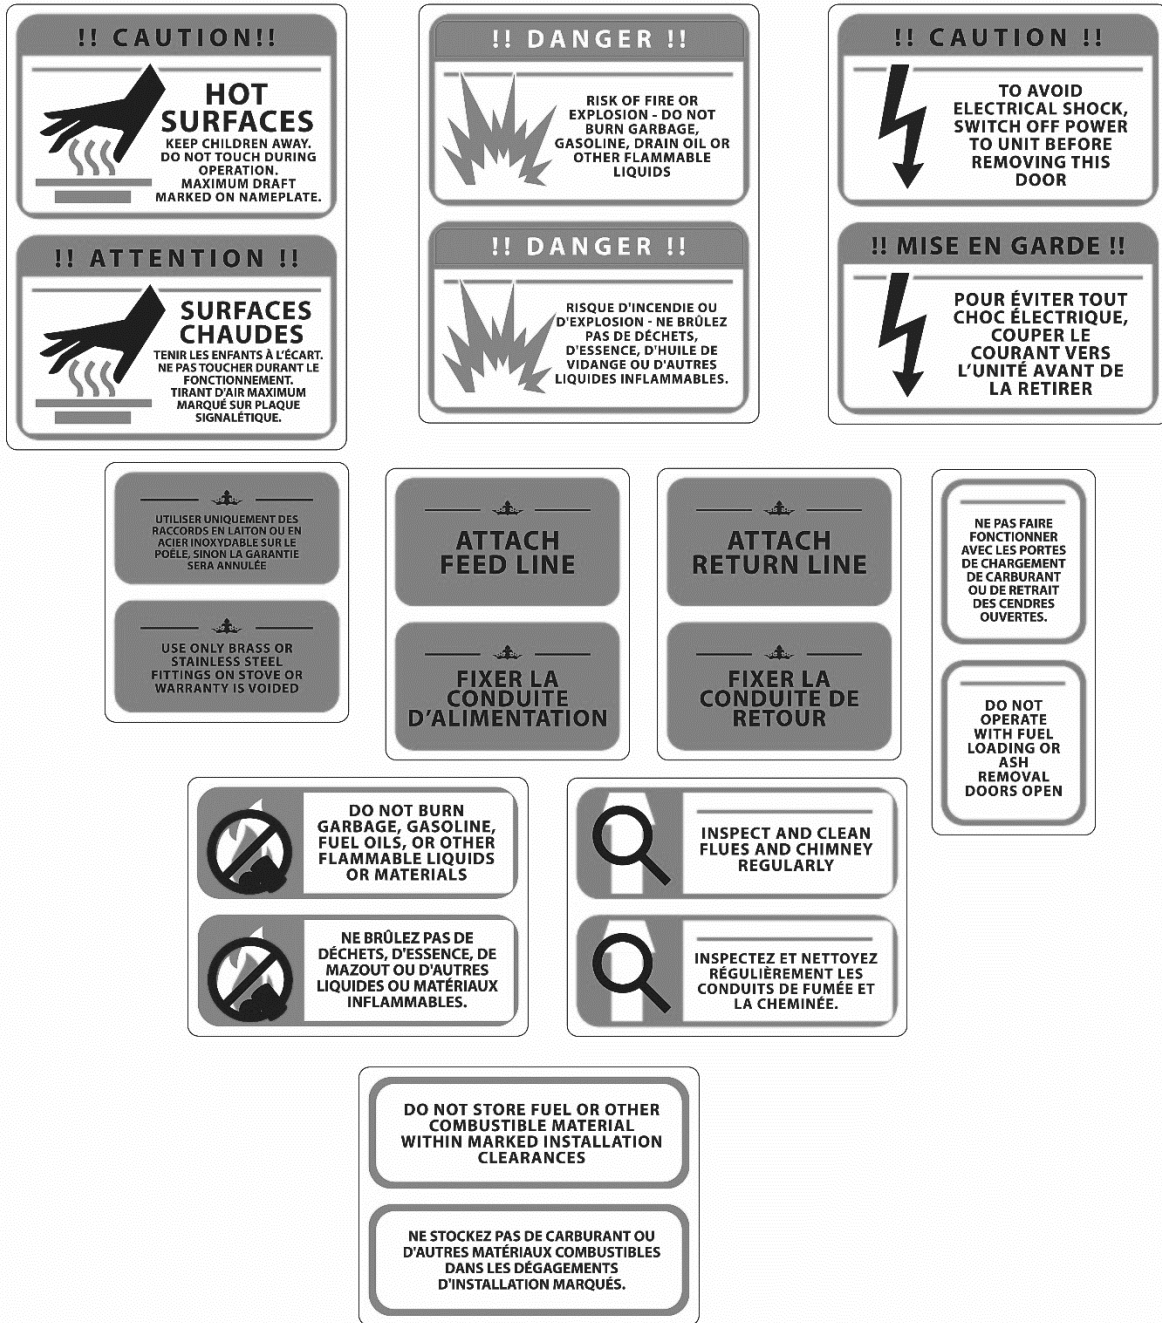 !! CAUTION!!
HOT
SURFACES
KEEP CHILDREN AWAY.
DO NOT TOUCH DURING
OPERATION.
MAXIMUM DRAFT
MARKED ON NAMEPLATE.
!! ATTENTION !!
SURFACES
CHAUDES
TENIR LES ENFANTS À L'ÉCART.
NE PAS TOUCHER DURANT LE
FONCTIONNEMENT.
TIRANT D'AIR MAXIMUM
MARQUÉ SUR PLAQUE
SIGNALÉTIQUE.
!! DANGER !!
RISK OF FIRE OR
EXPLOSION - DO NOT
BURN GARBAGE,
GASOLINE, DRAIN OIL OR
OTHER FLAMMABLE
LIQUIDS
!! DANGER !!
RISQUE D'INCENDIE OU
D'EXPLOSION - NE BRÛLEZ
PAS DE DÉCHETS,
D'ESSENCE, D'HUILE DE
VIDANGE OU D'AUTRES
LIQUIDES INFLAMMABLES.
!! CAUTION !!
TO AVOID
ELECTRICAL SHOCK,
SWITCH OFF POWER
TO UNIT BEFORE
REMOVING THIS
DOOR
!! MISE EN GARDE !!
POUR ÉVITER TOUT
CHOC ÉLECTRIQUE,
COUPER LE
COURANT VERS
L'UNITÉ AVANT DE
LA RETIRER
UTILISER UNIQUEMENT DES
RACCORDS EN LAITON OU EN
ACIER INOXYDABLE SUR LE
POÊLE, SINON LA GARANTIE
SERA ANNULÉE
USE ONLY BRASS OR
STAINLESS STEEL
FITTINGS ON STOVE OR
WARRANTY IS VOIDED
ATTACH
FEED LINE
FIXER LA
CONDUITE
D'ALIMENTATION
ATTACH
RETURN LINE
FIXER LA
CONDUITE DE
RETOUR
NE PAS FAIRE
FONCTIONNER
AVEC LES PORTES
DE CHARGEMENT
DE CARBURANT
OU DE RETRAIT
DES CENDRES
OUVERTES.
DO NOT
OPERATE
WITH FUEL
LOADING OR
ASH
REMOVAL
DOORS OPEN
DO NOT BURN
GARBAGE, GASOLINE,
FUEL OILS, OR OTHER
FLAMMABLE LIQUIDS
OR MATERIALS
NE BRÛLEZ PAS DE
DÉCHETS, D'ESSENCE, DE
MAZOUT OU D'AUTRES
LIQUIDES OU MATÉRIAUX
INFLAMMABLES.
INSPECT AND CLEAN
FLUES AND CHIMNEY
REGULARLY
INSPECTEZ ET NETTOYEZ
RÉGULIÈREMENT LES
CONDUITS DE FUMÉE ET
LA CHEMINÉE.
DO NOT STORE FUEL OR OTHER
COMBUSTIBLE MATERIAL
WITHIN MARKED INSTALLATION
CLEARANCES
NE STOCKEZ PAS DE CARBURANT OU
D'AUTRES MATÉRIAUX COMBUSTIBLES
DANS LES DÉGAGEMENTS
D'INSTALLATION MARQUÉS.